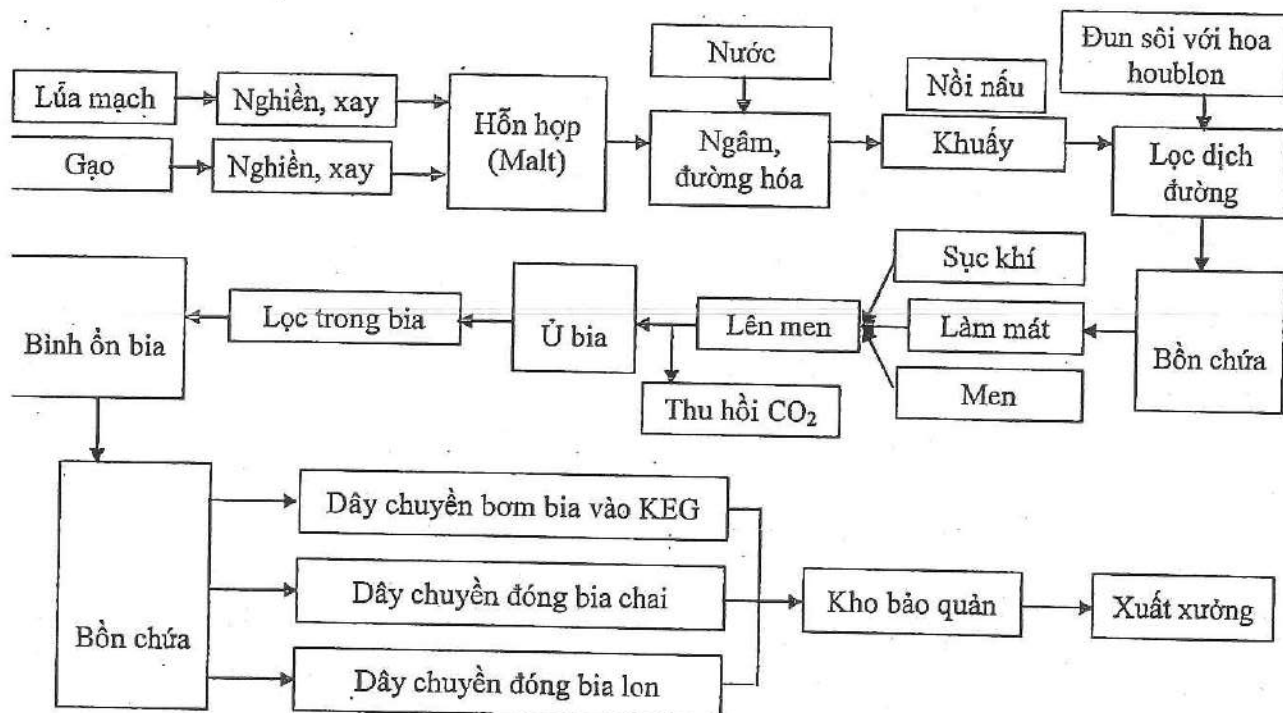 Lúa mạch
Nghiền, xay
Gạo
Nghiền, xay
Hỗn hợp
(Malt)
Nước
Ngâm,
đường hóa
Nồi nấu
Khuấy
Đun sôi với hoa
houblon
Lọc dịch
đường
Bình ổn bia
Lọc trong bia
Ủ bia
Lên men
Thu hồi CO₂
Sục khí
Làm mát
Men
Bồn chứa
Bồn chứa
Dây chuyền bơm bia vào KEG
Dây chuyền đóng bia chai
Dây chuyền đóng bia lon
Kho bảo quản
Xuất xưởng